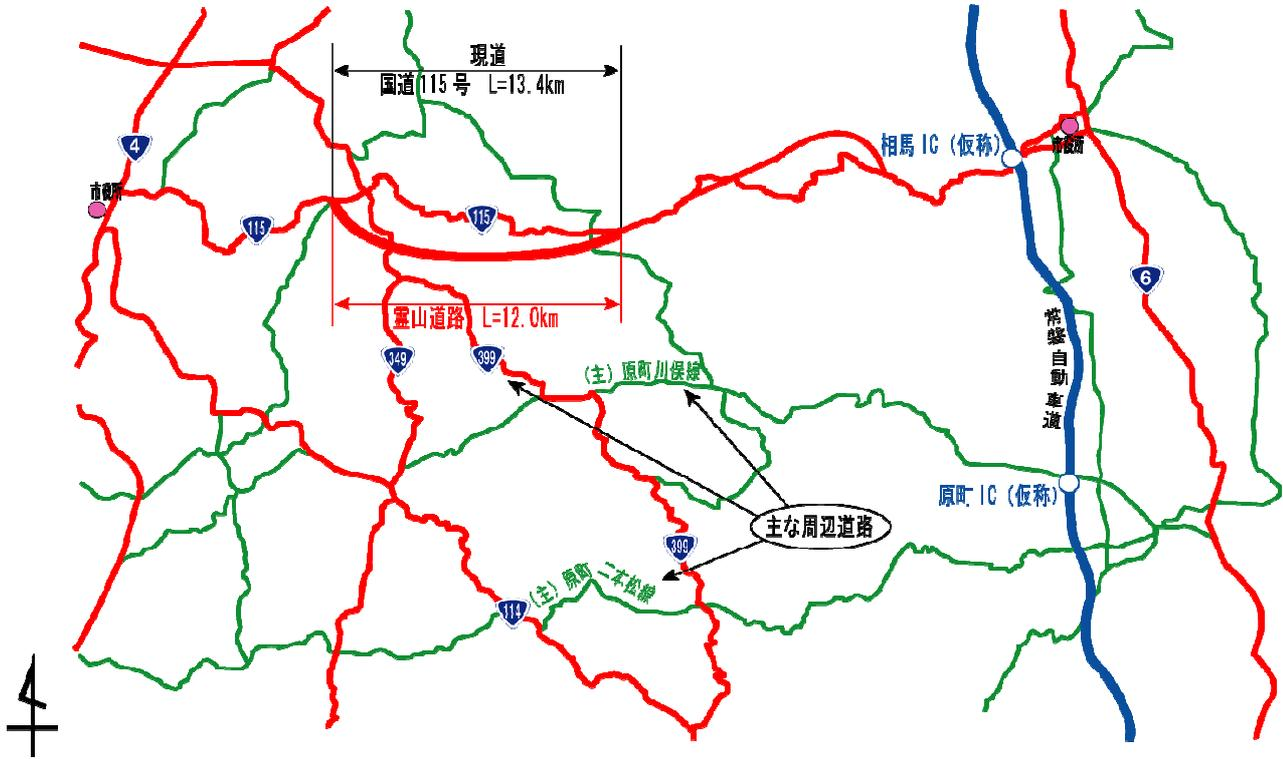 現道
国道115号 L=13.4km
4
相馬IC(仮称)
市役所
市役所
115
115
6
霊山道路 L=12.0km
常磐自動車道
349
399
(主)原町川俣線
原町IC(仮称)
主な周辺道路
399
(主)原町二本松線
114